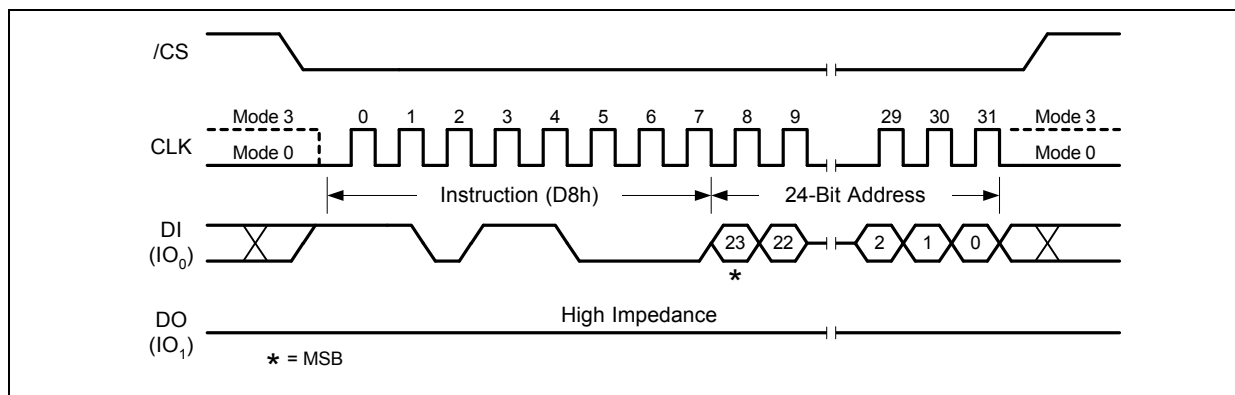 /CS
Mode 3 0 1 2 3 4 5 6 7 8 9 29 30 31 Mode 3
CLK Mode 0 Mode 0
Instruction (D8h) 24-Bit Address
DI
(IO0) 23 22 2 1 0
*
High Impedance
DO
(IO1)
* = MSB